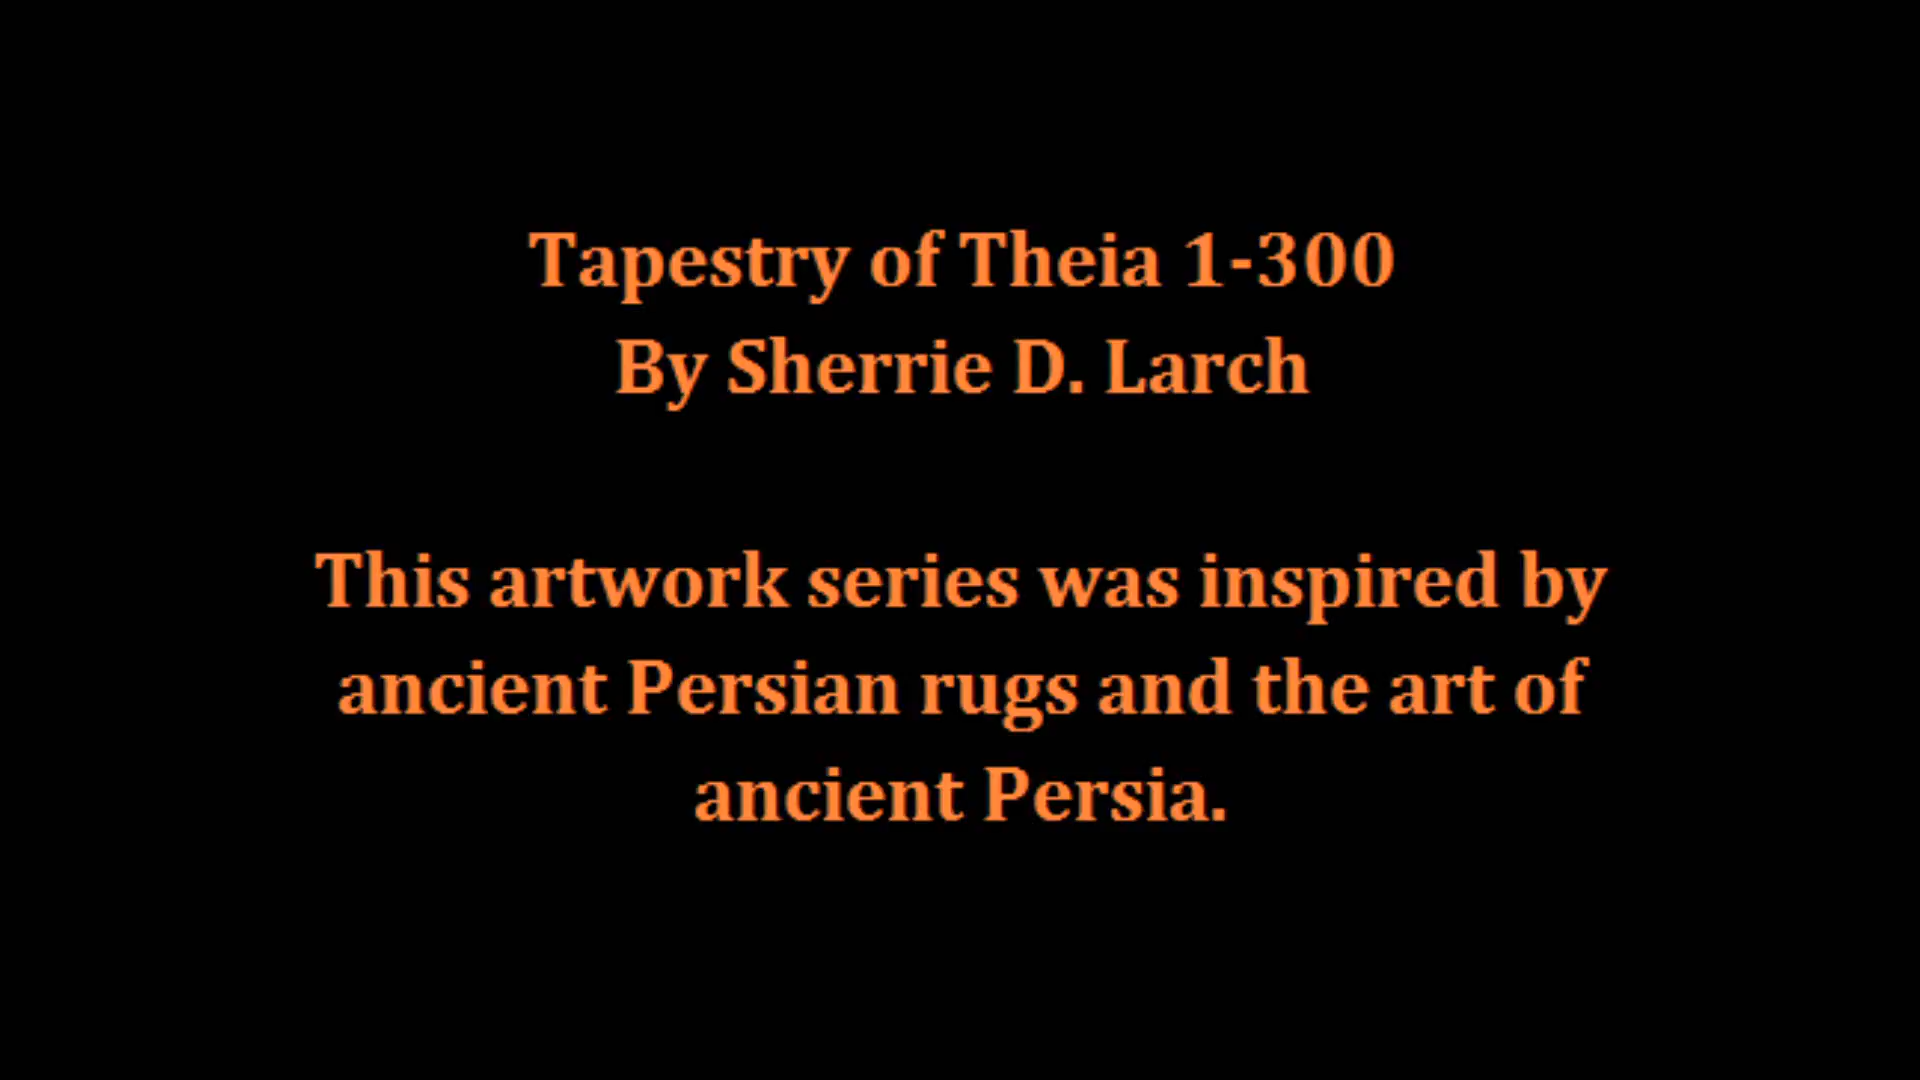 Tapestry of Theia 1-300
By Sherrie D. Larch
This artwork series was inspired by
ancient Persian rugs and the art of
ancient Persia.